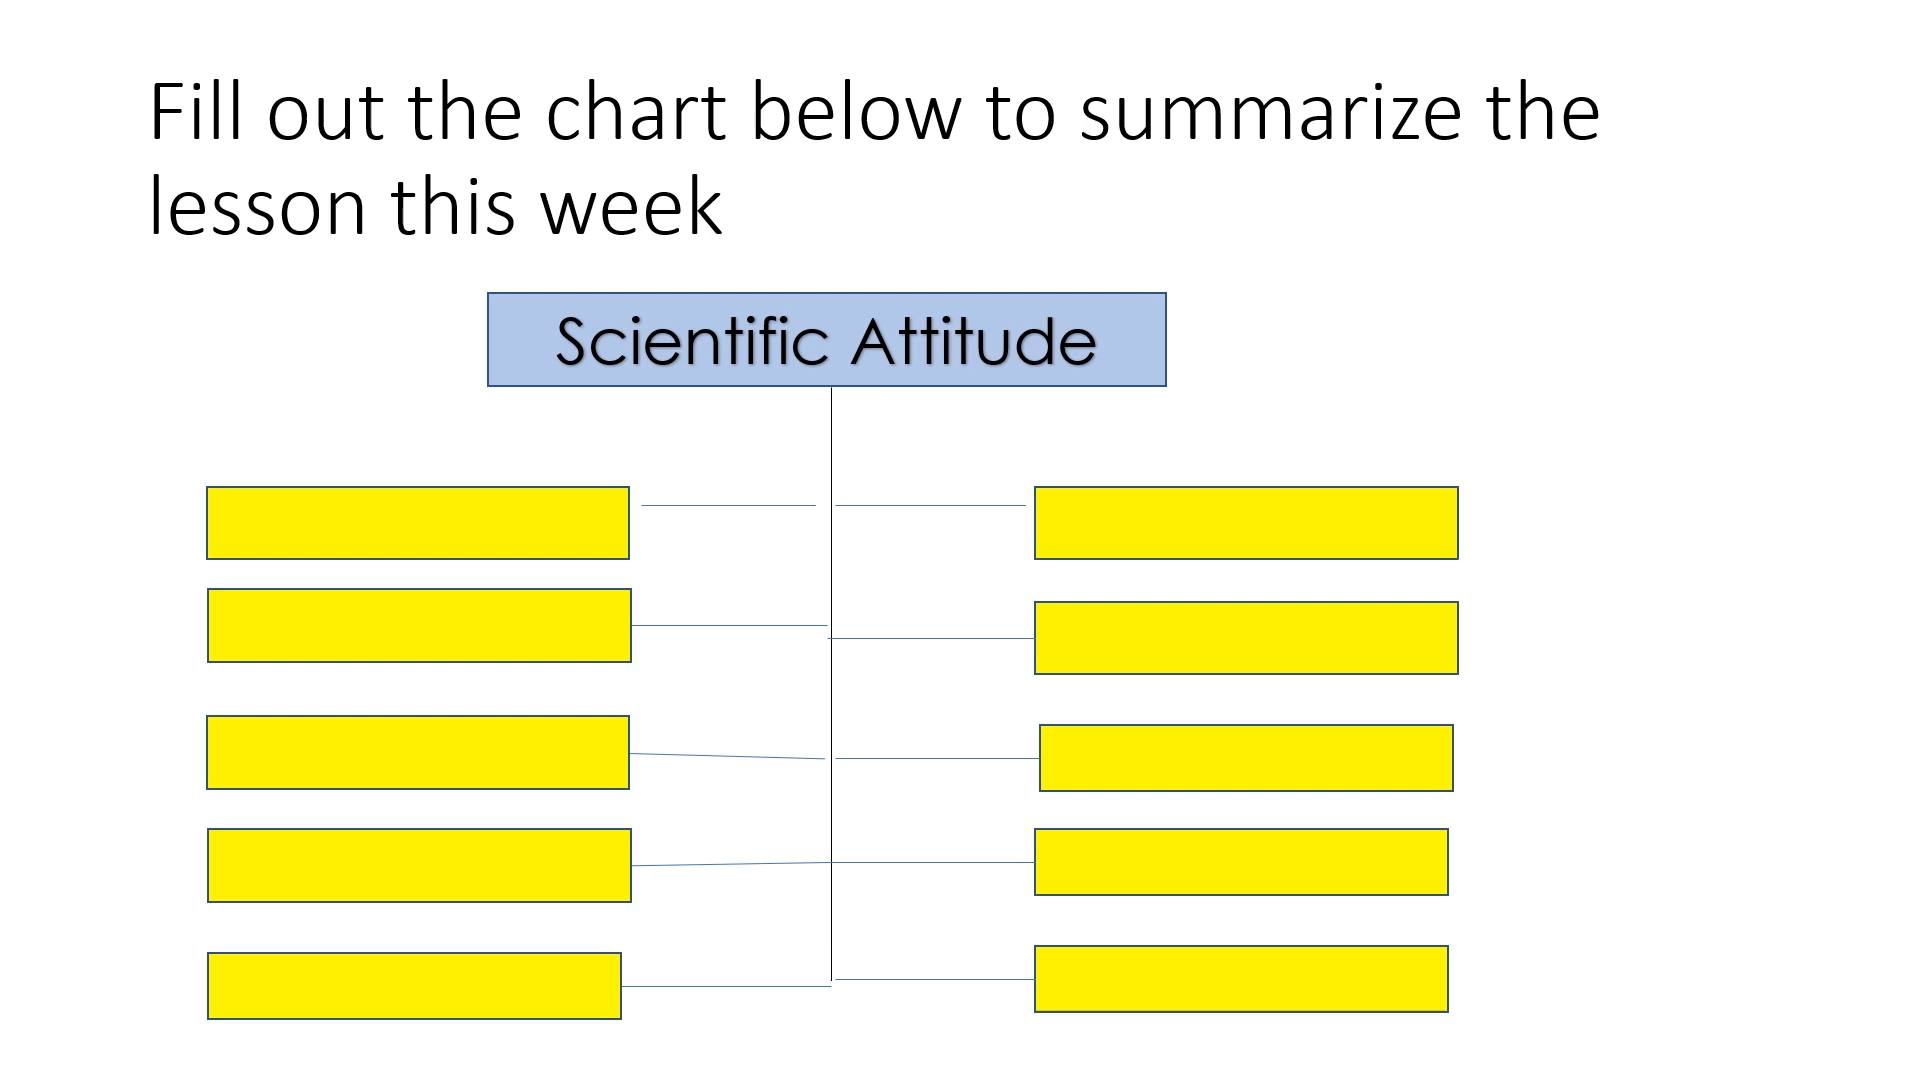 Fill out the chart below to summarize the
lesson this week
Scientific Attitude